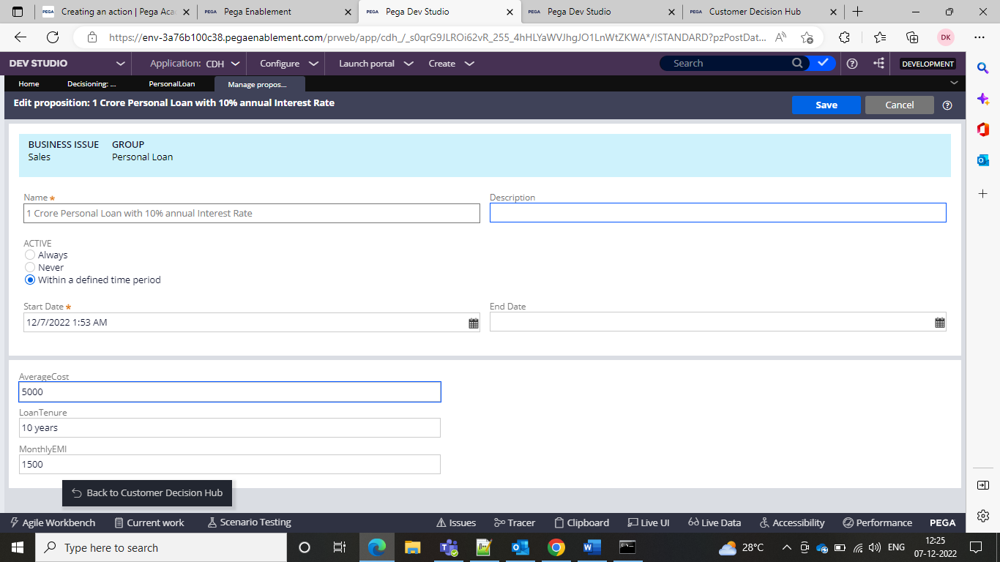 PEGA Creating an action | Pega Aca
PEGA Pega Enablement
PEGA Pega Dev Studio
PEGA Pega Dev Studio
PEGA Customer Decision Hub
https://env-3a76b100c38.pegaenablement.com/prweb/app/cdh_/_s0qrG9JLROi62vR_255_4hHLYaWVJhgJO1LnWtZKWA*/!STANDARD?pzPostDat...
DK
DEV STUDIO
Application: CDH
Configure
Launch portal
Create
Search
DEVELOPMENT
Home
Decisioning: ...
PersonalLoan
Manage propos...
Edit proposition: 1 Crore Personal Loan with 10% annual Interest Rate
Save
Cancel
BUSINESS ISSUE GROUP
Sales Personal Loan
Name *
Description
1 Crore Personal Loan with 10% annual Interest Rate
ACTIVE
Always
Never
Within a defined time period
Start Date *
End Date
12/7/2022 1:53 AM
AverageCost
5000
LoanTenure
10 years
MonthlyEMI
1500
Back to Customer Decision Hub
Agile Workbench
Current work
Scenario Testing
Issues
Tracer
Clipboard
Live UI
Live Data
Accessibility
Performance
PEGA
Type here to search
28°C
ENG
12:25
07-12-2022